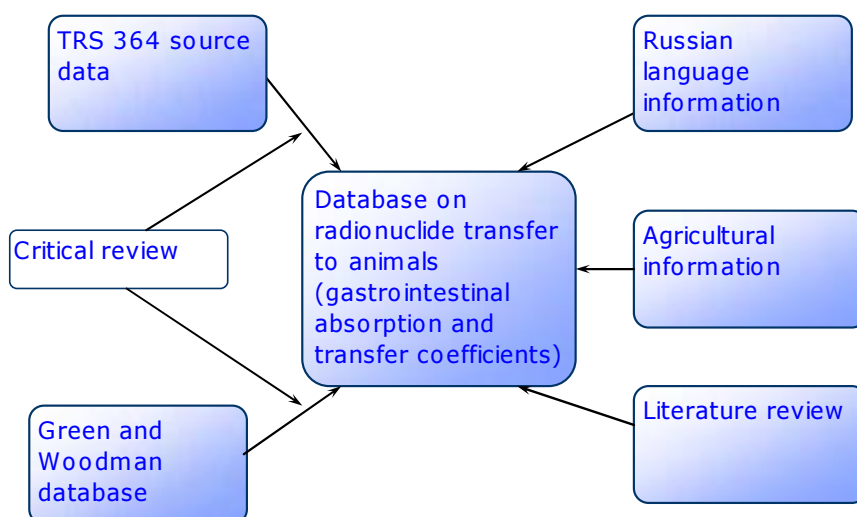 TRS 364 source
data
Russian
language
information
Critical review
Database on
radionuclide transfer
to animals
(gastrointestinal
absorption and
transfer coefficients)
Agricultural
information
Green and
Woodman
database
Literature review